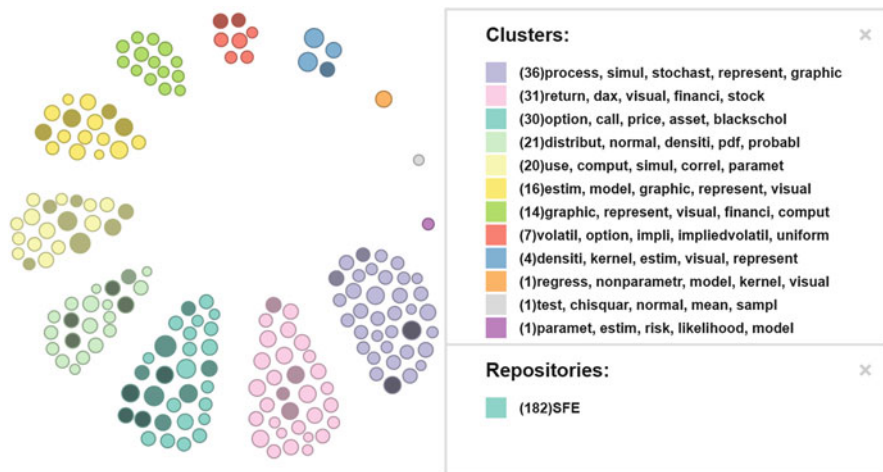 Clusters:
(36)process, simul, stochast, represent, graphic
(31)return, dax, visual, financi, stock
(30)option, call, price, asset, blackschol
(21)distribut, normal, densiti, pdf, probabl
(20)use, comput, simul, correl, paramet
(16)estim, model, graphic, represent, visual
(14)graphic, represent, visual, financi, comput
(7)volatil, option, impli, impliedvolatil, uniform
(4)densiti, kernel, estim, visual, represent
(1)regress, nonparametr, model, kernel, visual
(1)test, chisquar, normal, mean, sampl
(1)paramet, estim, risk, likelihood, model
Repositories:
(182)SFE